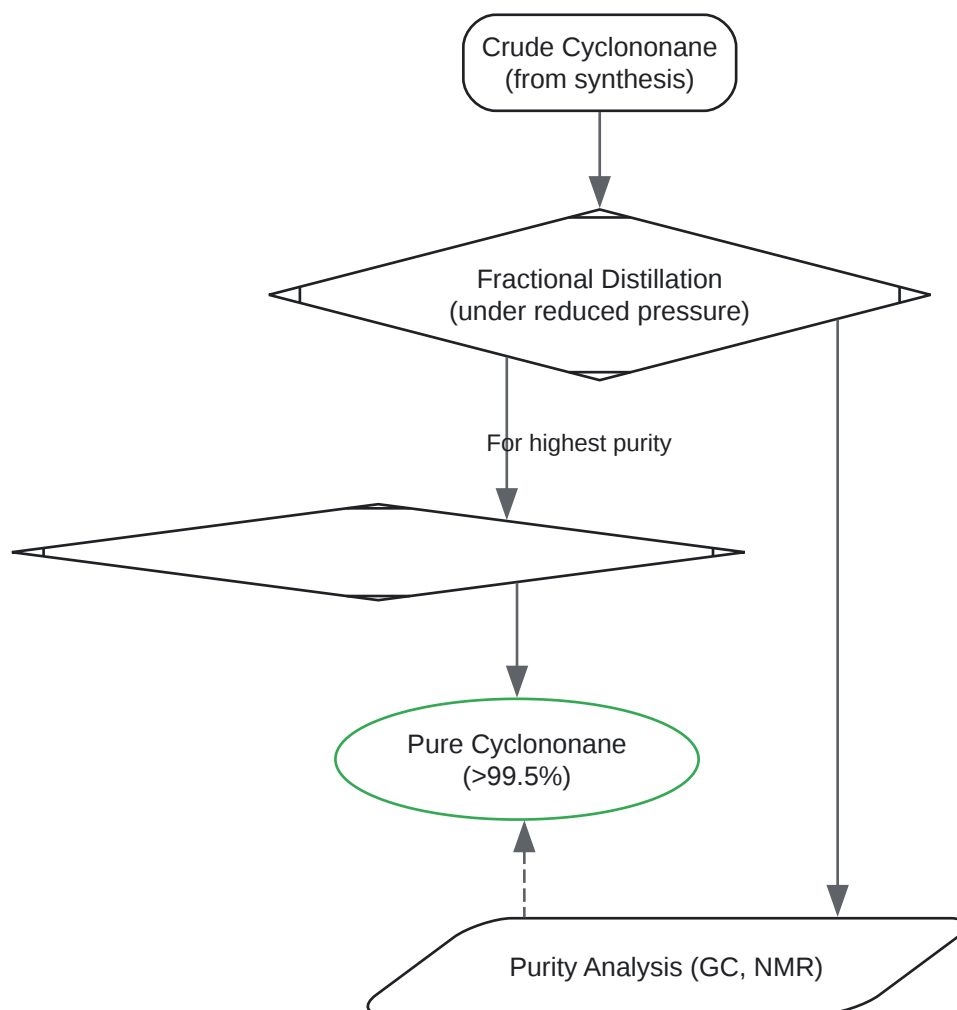 Crude Cyclononane
(from synthesis)
Fractional Distillation
(under reduced pressure)
For highest purity
Pure Cyclononane
(>99.5%)
Purity Analysis (GC, NMR)